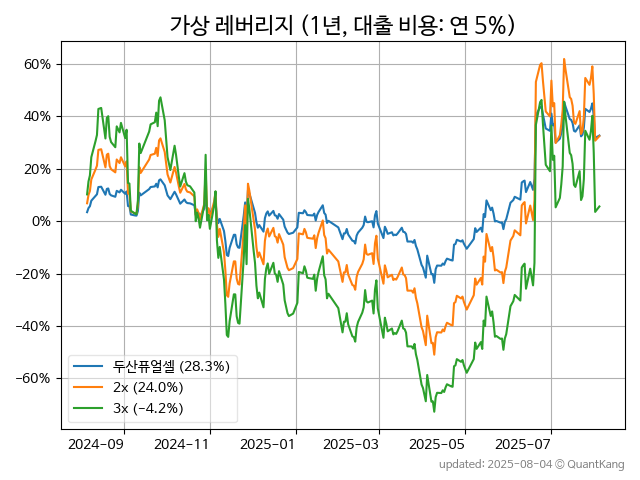 가상 레버리지 (1년, 대출 비용: 연 5%)
60%
40%
20%
0%
−20%
−40%
−60%
두산퓨얼셀 (28.3%)
2x (24.0%)
3x (−4.2%)
2024-09
2024-11
2025-01
2025-03
2025-05
2025-07
updated: 2025-08-04 © QuantKang